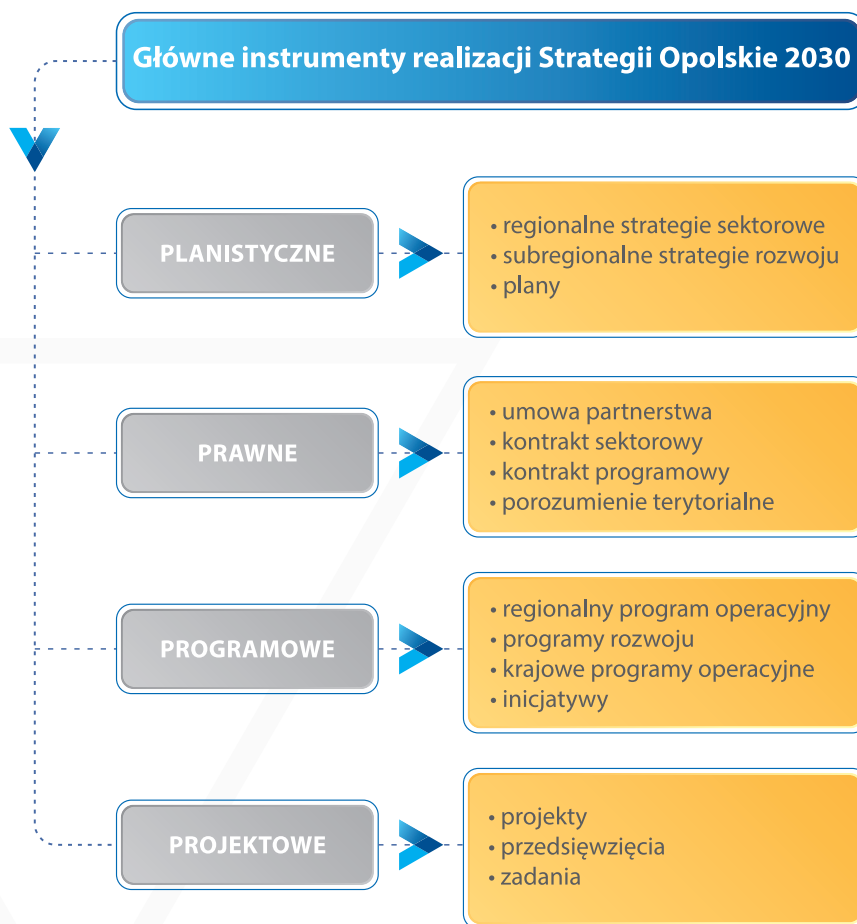 Główne instrumenty realizacji Strategii Opolskie 2030
PLANISTYCZNE
• regionalne strategie sektorowe
• subregionalne strategie rozwoju
• plany
PRAWNE
• umowa partnerstwa
• kontrakt sektorowy
• kontrakt programowy
• porozumienie terytorialne
PROGRAMOWE
• regionalny program operacyjny
• programy rozwoju
• krajowe programy operacyjne
• inicjatywy
PROJEKTOWE
• projekty
• przedsięwzięcia
• zadania